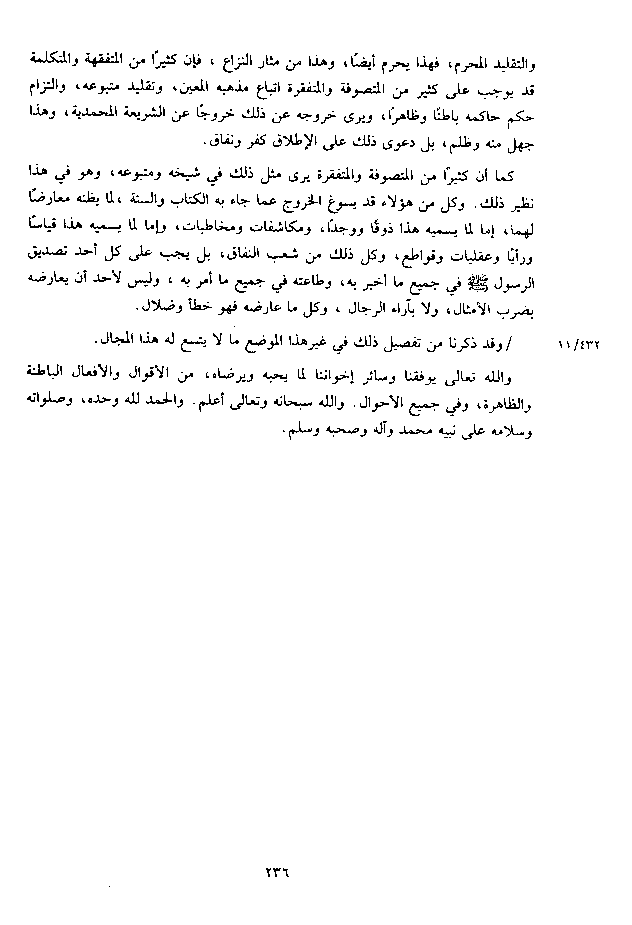 والتقليد المحرم، فهذا يحرم أيضًا، وهذا من مثار النزاع ، فإن كثيرًا من المتفقهة والمتكلمة
قد يوجب على كثير من المتصوفة والمتفقرة اتباع مذهبه المعين، وتقليد متبوعه، والتزام
حكم حاكمه باطنًا وظاهرًا، ويرى خروجه عن ذلك خروجًا عن الشريعة المحمدية، وهذا
جهل منه وظلم، بل دعوى ذلك على الإطلاق كفر ونفاق.
كما أن كثيرًا من المتصوفة والمتفقرة يرى مثل ذلك في شيخه ومتبوعه، وهو في هذا
نظير ذلك. وكل من هؤلاء قد يسوغ الخروج عما جاء به الكتاب والسنة ،لما يظنه معارضًا
لهما، إما لما يسميه هذا ذوقًا ووجدًا، ومكاشفات ومخاطبات، وإما لما يسميه هذا قياسًا
ورأيًا وعقليات وقواطع، وكل ذلك من شعب النفاق، بل يجب على كل أحد تصديق
الرسول ﷺ في جميع ما أخبر به، وطاعته في جميع ما أمر به ، وليس لأحد أن يعارضه
بضرب الأمثال، ولا بآراء الرجال ، وكل ما عارضه فهو خطأ وضلال.
١١/٤٣٢ / وقد ذكرنا من تفصيل ذلك في غيرهذا الموضع ما لا يتسع له هذا المجال.
والله تعالى يوفقنا وسائر إخواننا لما يحبه ويرضاه، من الأقوال والأفعال الباطنة
والظاهرة، وفي جميع الأحوال. والله سبحانه وتعالى أعلم. والحمد لله وحده، وصلواته
وسلامه على نبيه محمد وآله وصحبه وسلم.
٢٣٦